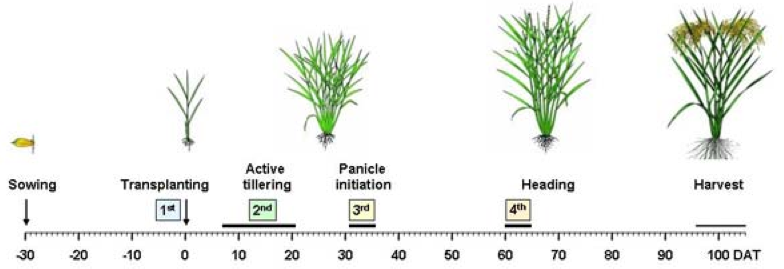 Sowing
Transplanting
Active
tillering
Panicle
initiation
Heading
Harvest
1st
2nd
3rd
4th
-30 -20 -10 0 10 20 30 40 50 60 70 80 90 100 DAT